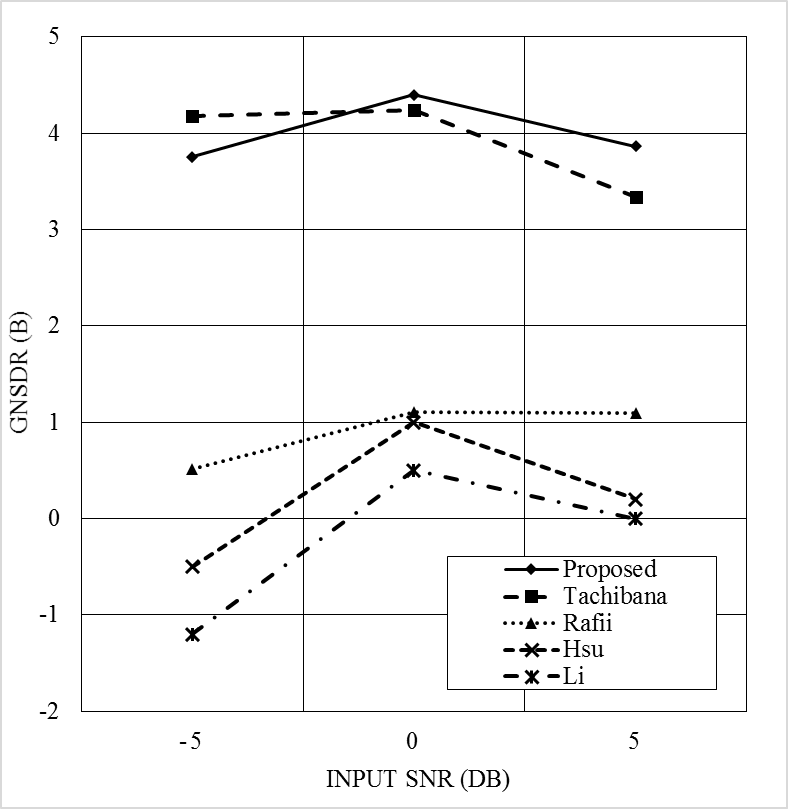 5
4
3
2
1
0
-1
-2
GNSDR (B)
-5 0 5
INPUT SNR (DB)
Proposed
Tachibana
Rafii
Hsu
Li